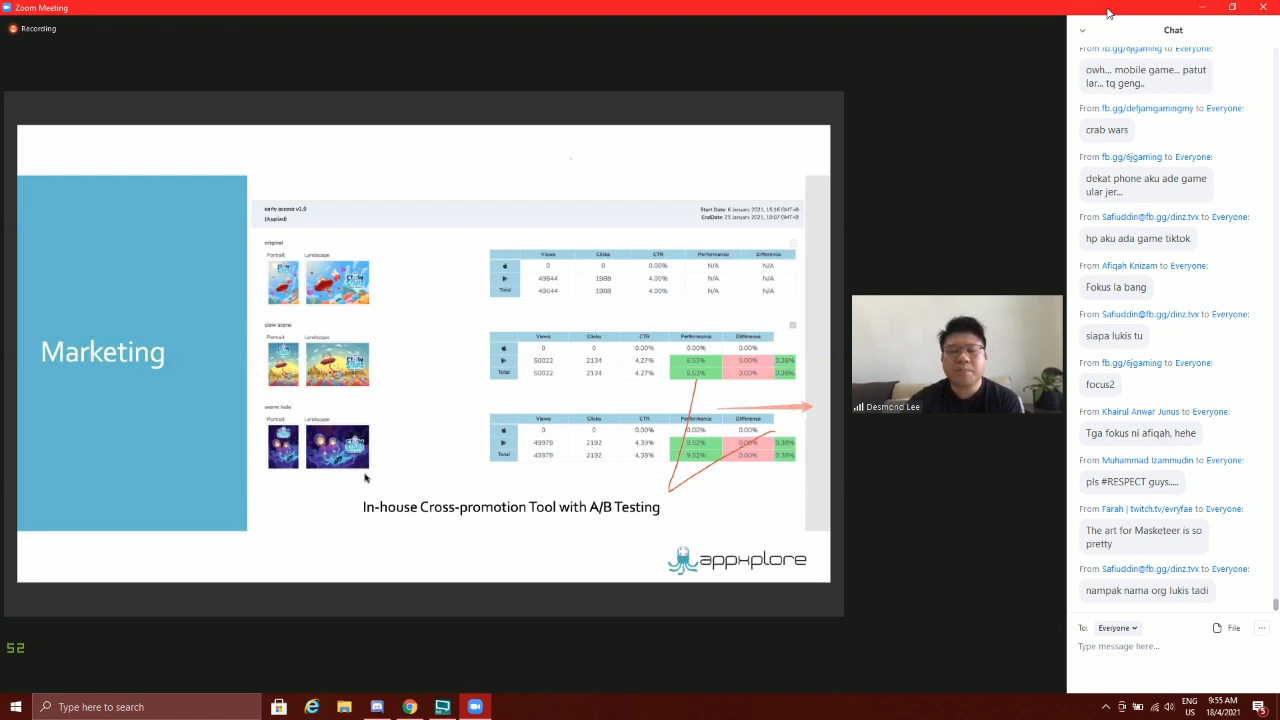 Zoom Meeting
Recording
Marketing
early access v1.0
(Applied)
Start Date: 6 January 2021, 15:16 GMT+8
EndDate: 25 January 2021, 10:07 GMT+8
original
Portrait Landscape
Views Clicks CTR Performance Difference
0 0 0.00% N/A N/A
49644 1988 4.00% N/A N/A
Total 49644 1988 4.00% N/A N/A
claw scene
Portrait Landscape
Views Clicks CTR Performance Difference
0 0 0.00% 0.00% 0.00%
50022 2134 4.27% 6.53% 0.00% 0.26%
Total 50022 2134 4.27% 6.53% 0.00% 0.26%
worm hole
Portrait Landscape
Views Clicks CTR Performance Difference
0 0 0.00% 0.00% 0.00%
49979 2192 4.39% 9.52% 0.00% 0.38%
Total 49979 2192 4.39% 9.52% 0.00% 0.38%
In-house Cross-promotion Tool with A/B Testing
appxplore
Desmond Lee
52
Chat
From fb.gg/6jgaming to Everyone:
owh... mobile game... patut
lar... tq geng..
From fb.gg/defjamgamingmy to Everyone:
crab wars
From fb.gg/6jgaming to Everyone:
dekat phone aku ade game
ular jer...
From Safiuddin@fb.gg/dinz.tvx to Everyone:
hp aku ada game tiktok
From Afiqah Knizam to Everyone:
Fokus la bang
From Safiuddin@fb.gg/dinz.tvx to Everyone:
siapa lukis tu
From fb.gg/6jgaming to Everyone:
focus2
From Khairul Anwar Junus to Everyone:
Tga fokus ni afiqah, hehe
From Muhammad Izammudin to Everyone:
pls #RESPECT guys.....
From Farah | twitch.tv/evryfae to Everyone:
The art for Masketeer is so
pretty
From Safiuddin@fb.gg/dinz.tvx to Everyone:
nampak nama org lukis tadi
To: Everyone File ...
Type message here...
Type here to search
ENG
US
9:55 AM
18/4/2021
5